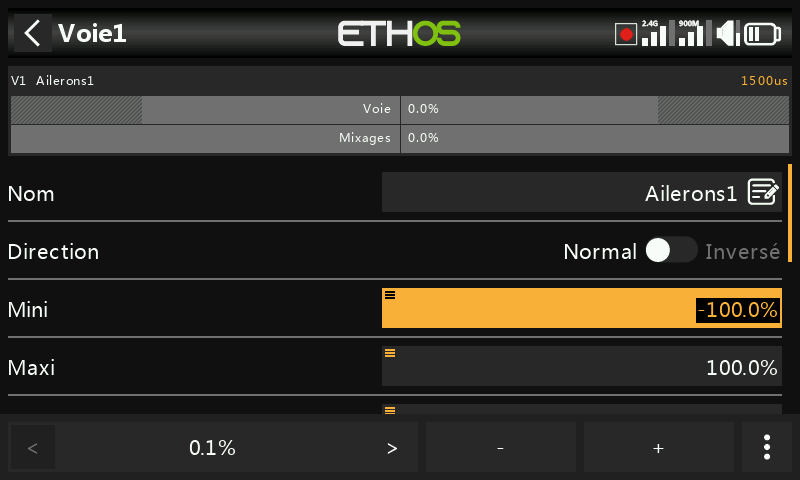 Voie1 ETHOS 2.4G 900M
V1 Ailerons1 1500us
Voie 0.0%
Mixages 0.0%
Nom Ailerons1
Direction Normal Inversé
Mini -100.0%
Maxi 100.0%
< 0.1% > - +